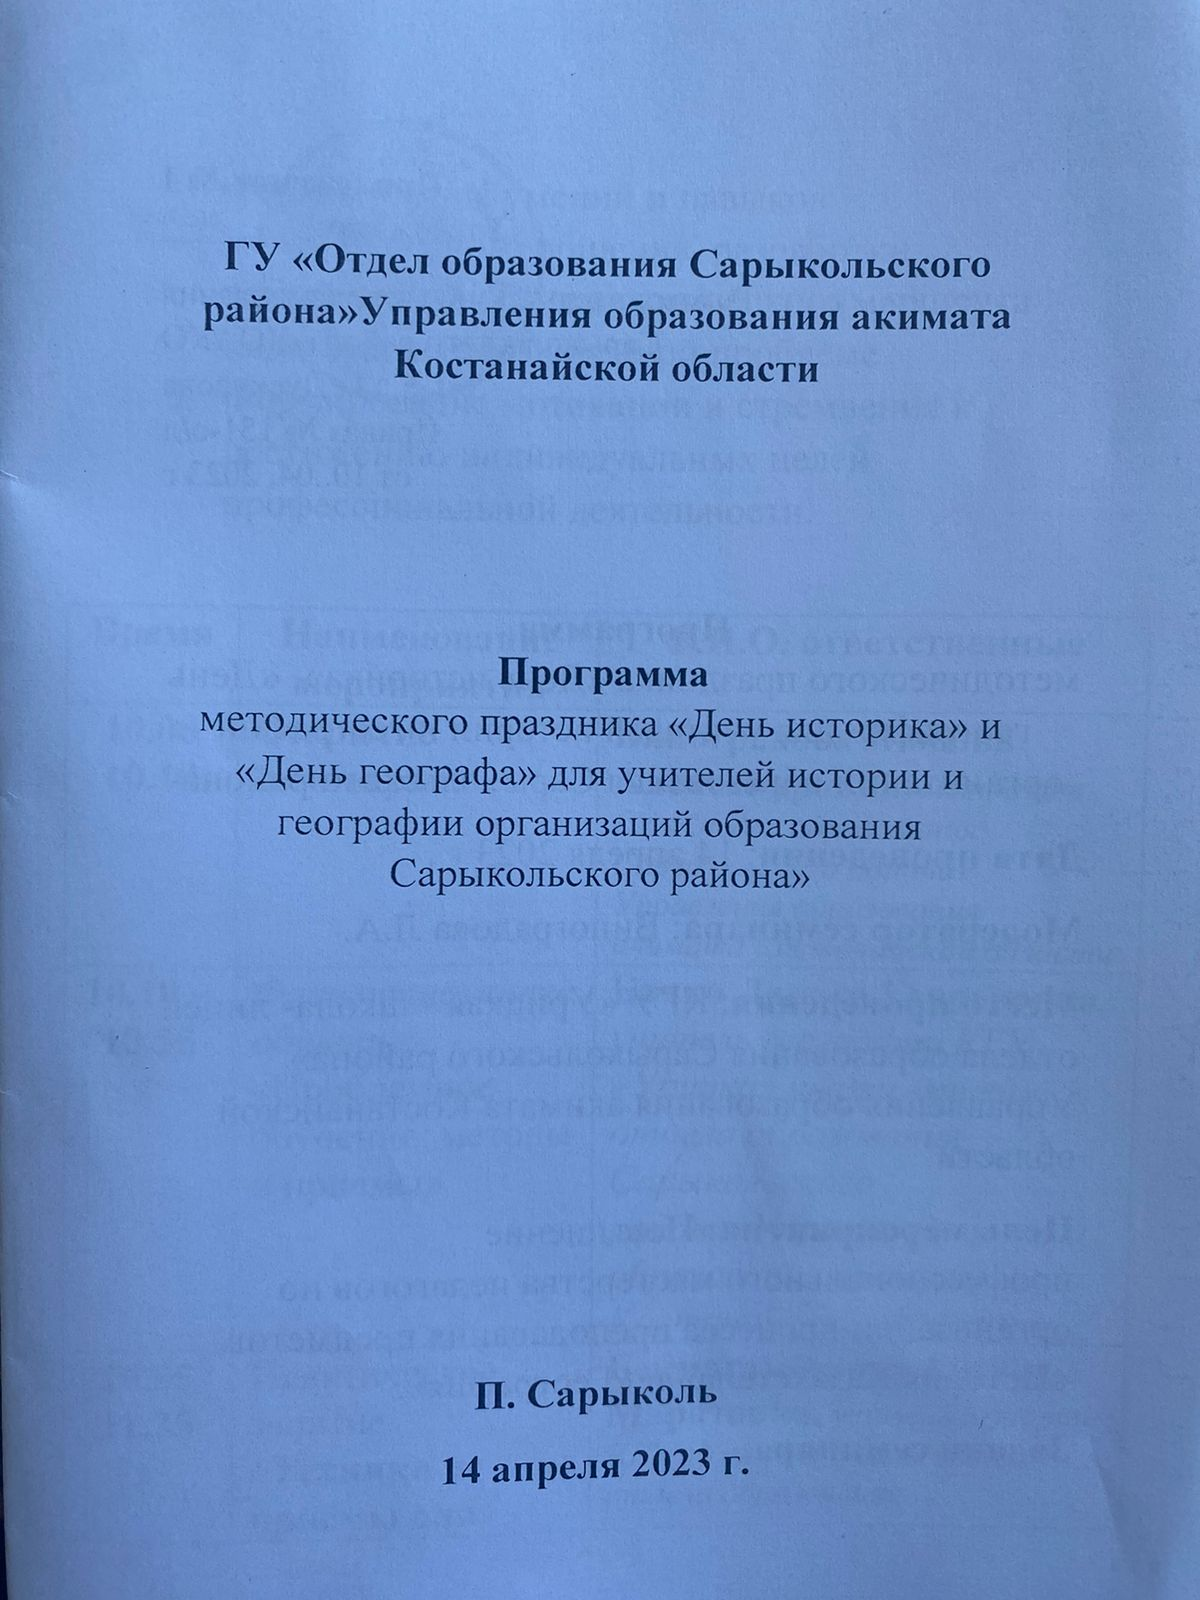 ГУ «Отдел образования Сарыкольского
района»Управления образования акимата
Костанайской области
Программа
методического праздника «День историка» и
«День географа» для учителей истории и
географии организаций образования
Сарыкольского района»
П. Сарыколь
14 апреля 2023 г.